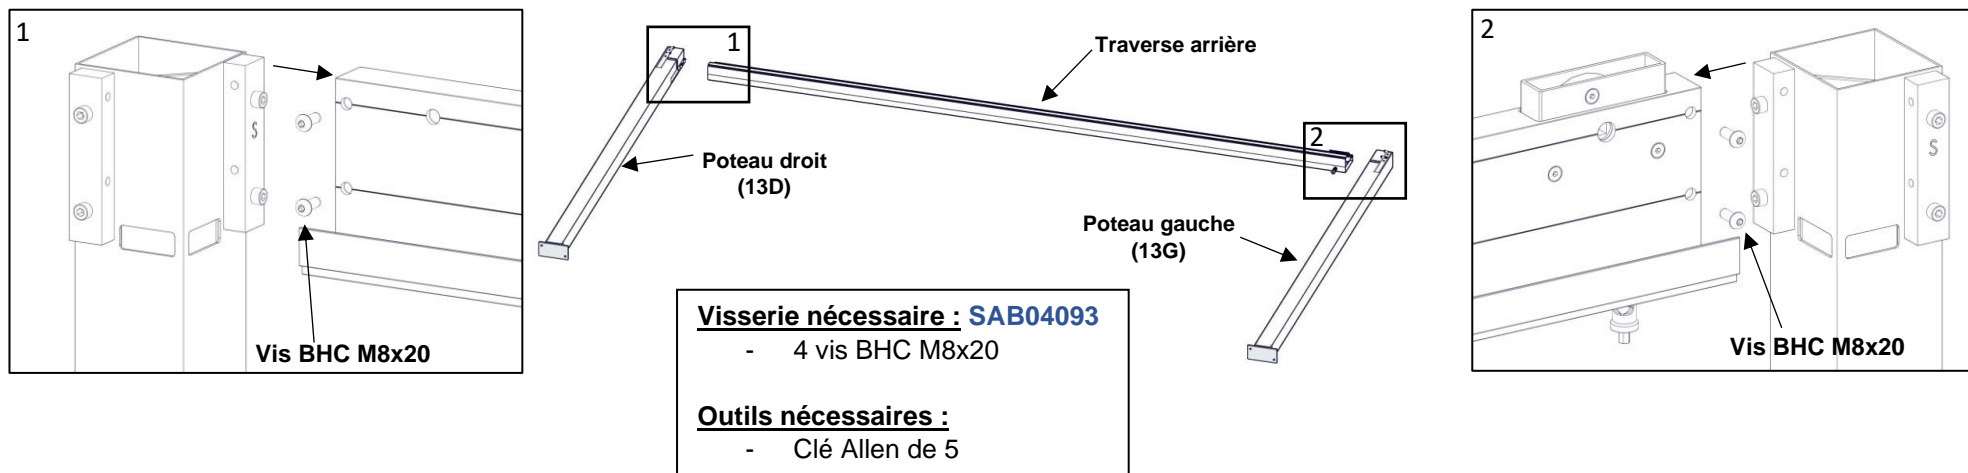 1
S
Vis BHC M8x20
1
Traverse arrière
Poteau droit
(13D)
2
Poteau gauche
(13G)
Visserie nécessaire : SAB04093
- 4 vis BHC M8x20
Outils nécessaires :
- Clé Allen de 5
2
S
Vis BHC M8x20